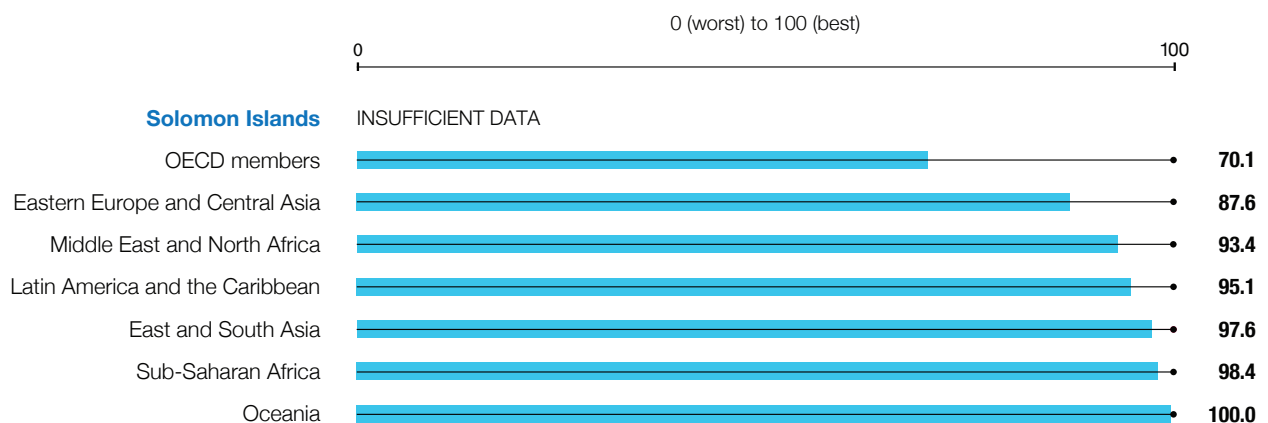 0 (worst) to 100 (best)
0 100
Solomon Islands INSUFFICIENT DATA
OECD members 70.1
Eastern Europe and Central Asia 87.6
Middle East and North Africa 93.4
Latin America and the Caribbean 95.1
East and South Asia 97.6
Sub-Saharan Africa 98.4
Oceania 100.0